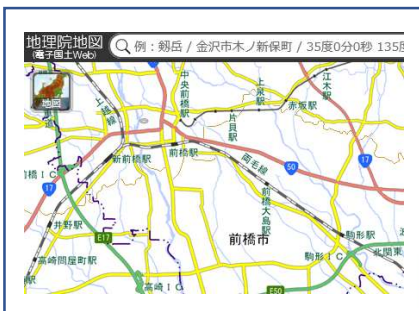 地理院地図
(電子国土Web)
例：剱岳 / 金沢市木ノ新保町 / 35度0分0秒 135度
地図
上越線
中央前橋駅
上泉駅
江木駅
赤坂駅
片貝駅
新前橋駅
前橋駅
両毛線
50
17
橋IC
17
前橋大島駅
井野駅
E17
前橋市
駒形駅
駒形IC
北関東
高崎問屋町駅
高崎IC
E50